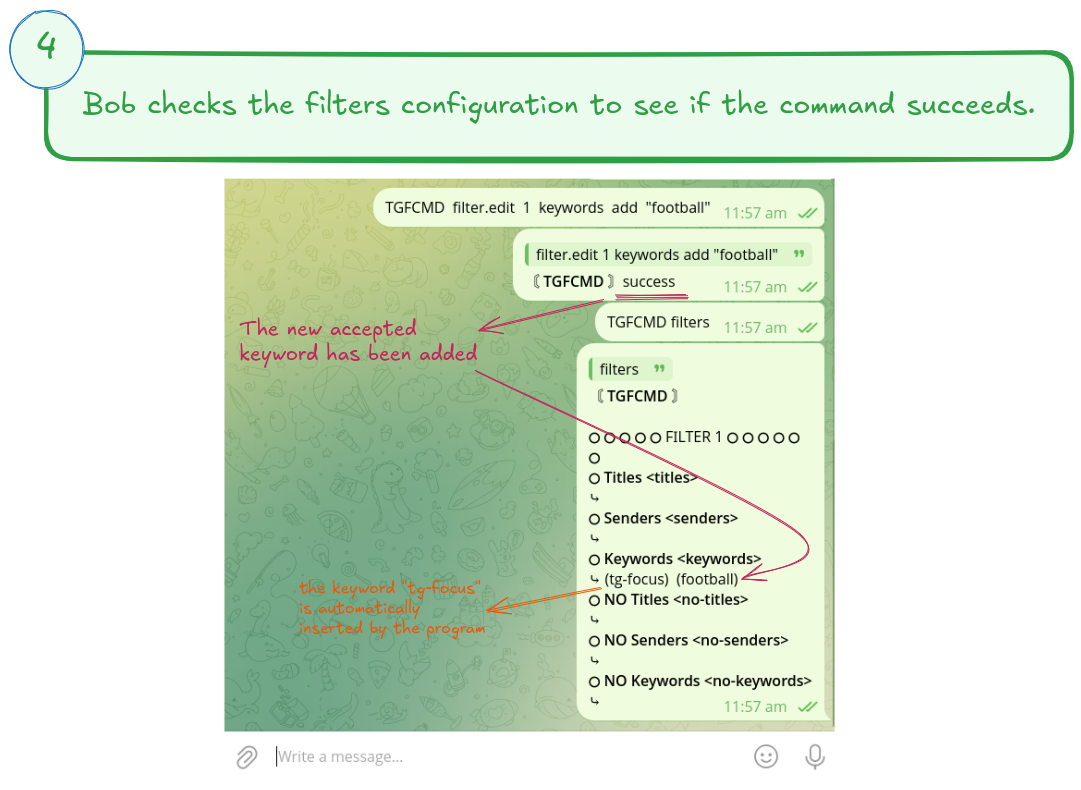 4
Bob checks the filters configuration to see if the command succeeds.
TGFCMD filter.edit 1 keywords add "football" 11:57 am
filter.edit 1 keywords add "football"
〘 TGFCMD 〙 success 11:57 am
TGFCMD filters 11:57 am
The new accepted
keyword has been added
filters
〘 TGFCMD 〙
○ ○ ○ ○ ○ FILTER 1 ○ ○ ○ ○ ○
○
○ Titles <titles>
⤷
○ Senders <senders>
⤷
○ Keywords <keywords>
⤷ (tg-focus) (football)
○ NO Titles <no-titles>
⤷
○ NO Senders <no-senders>
⤷
○ NO Keywords <no-keywords>
⤷
11:57 am
the keyword "tg-focus"
is automatically
inserted by the program
Write a message...